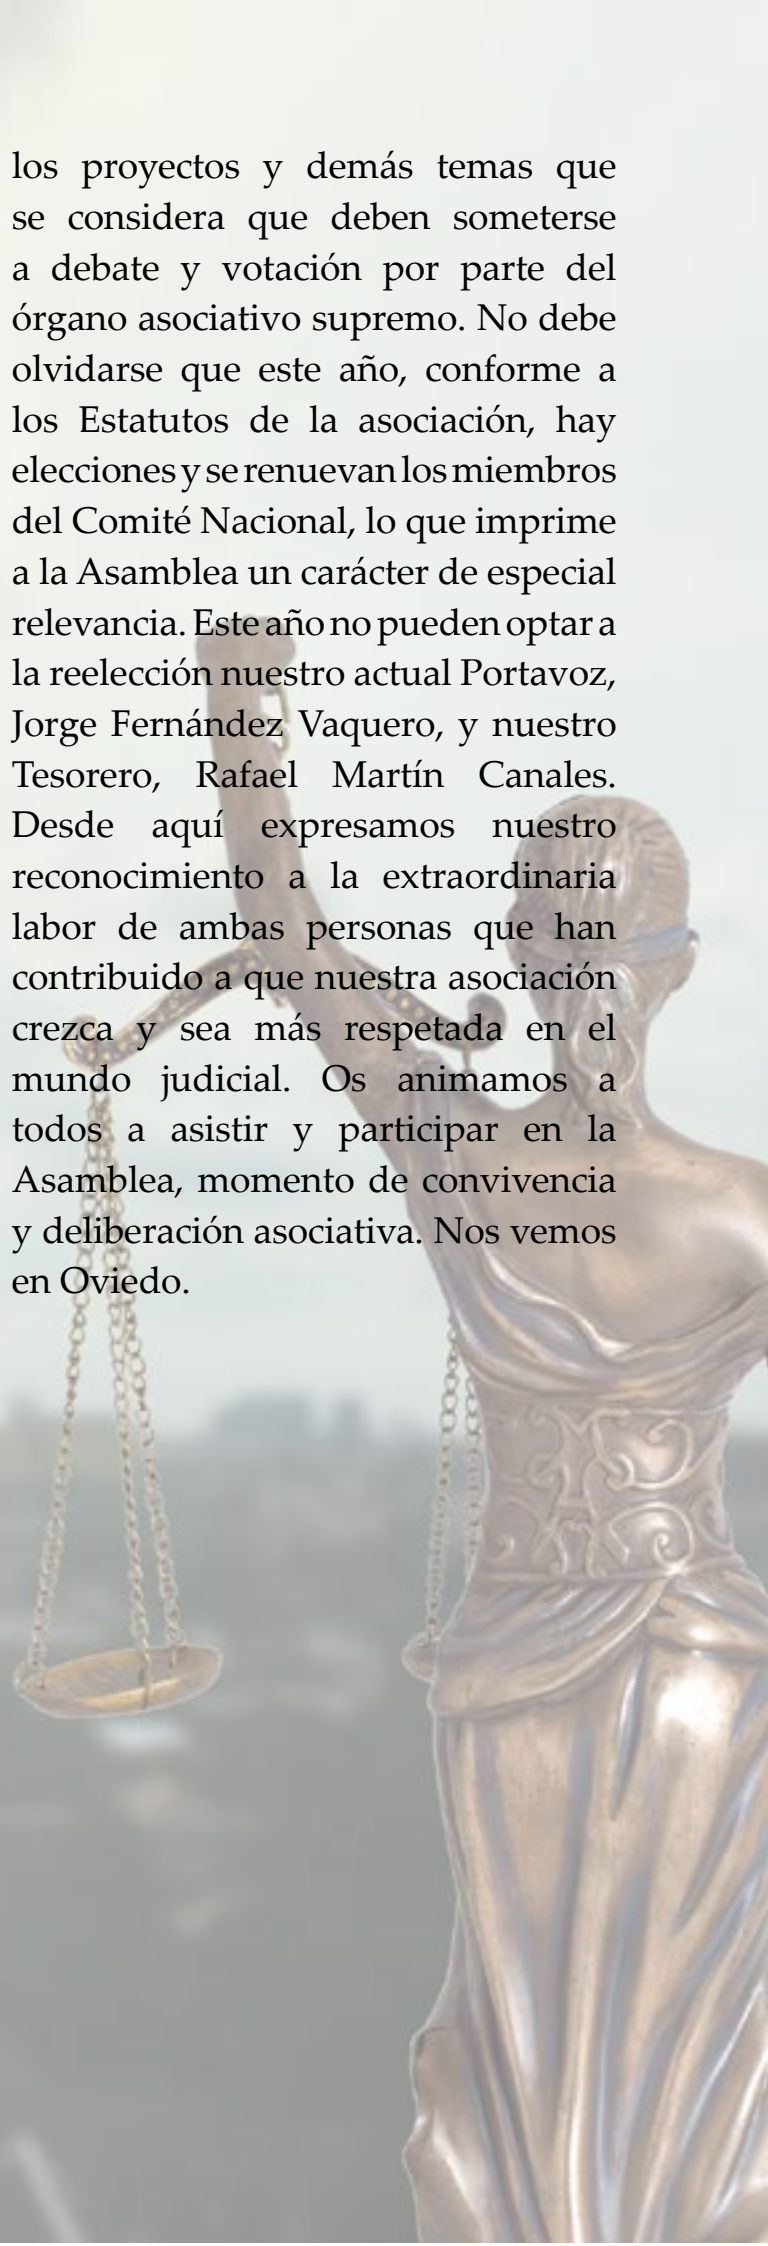 los proyectos y demás temas que
se considera que deben someterse
a debate y votación por parte del
órgano asociativo supremo. No debe
olvidarse que este año, conforme a
los Estatutos de la asociación, hay
elecciones y se renuevan los miembros
del Comité Nacional, lo que imprime
a la Asamblea un carácter de especial
relevancia. Este año no pueden optar a
la reelección nuestro actual Portavoz,
Jorge Fernández Vaquero, y nuestro
Tesorero, Rafael Martín Canales.
Desde aquí expresamos nuestro
reconocimiento a la extraordinaria
labor de ambas personas que han
contribuido a que nuestra asociación
crezca y sea más respetada en el
mundo judicial. Os animamos a
todos a asistir y participar en la
Asamblea, momento de convivencia
y deliberación asociativa. Nos vemos
en Oviedo.